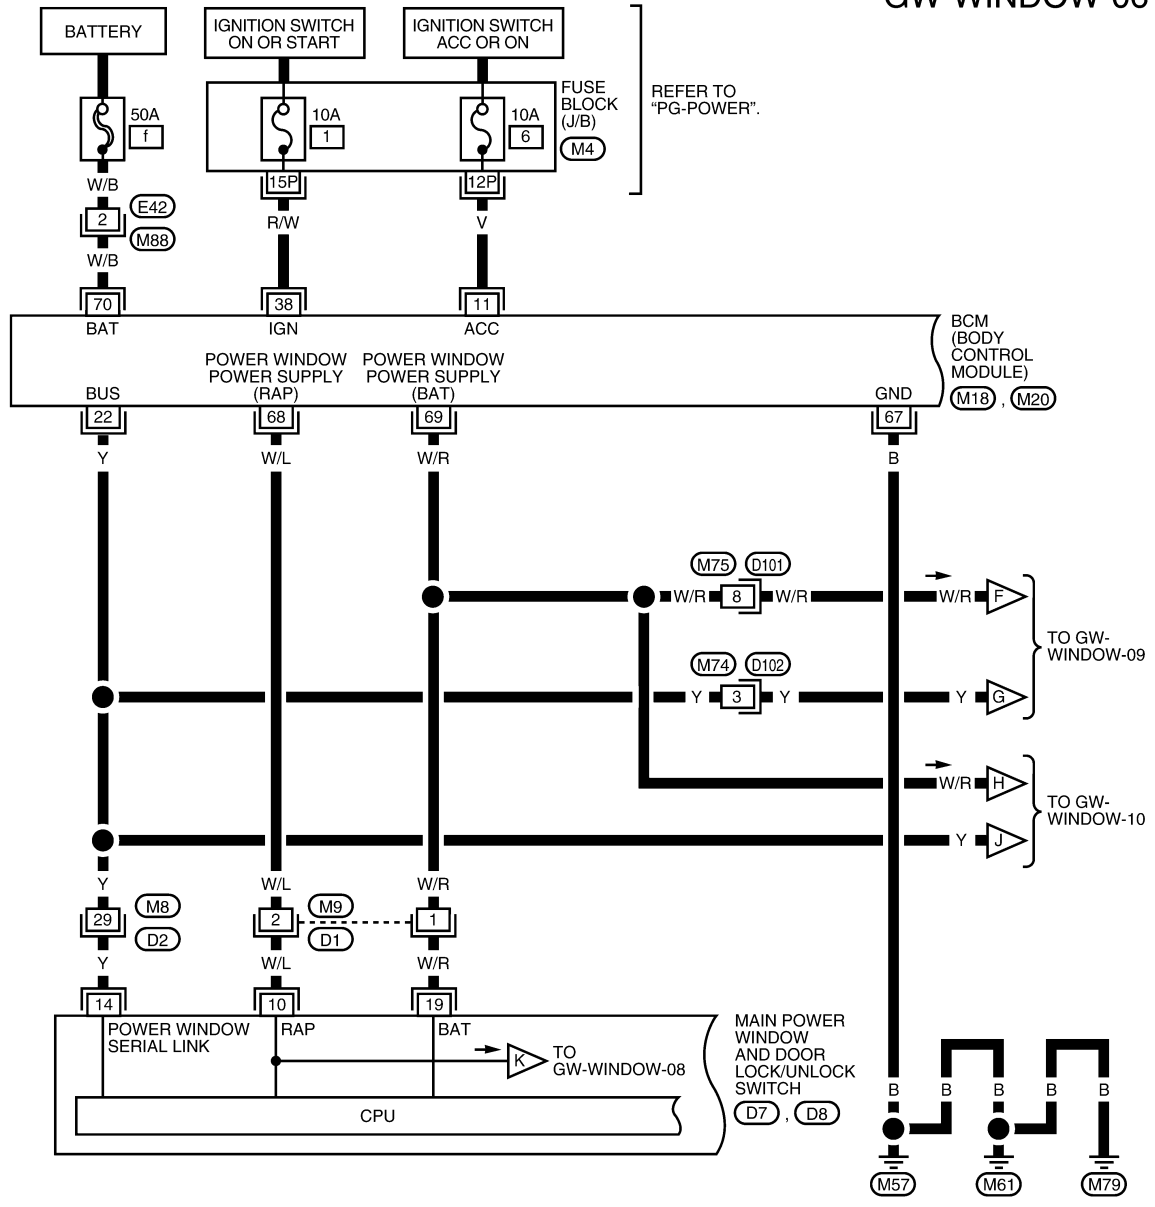 BATTERY
IGNITION SWITCH
ON OR START
IGNITION SWITCH
ACC OR ON
50A
f
10A
1
10A
6
FUSE
BLOCK
(J/B)
M4
REFER TO
“PG-POWER”.
W/B
15P
12P
2
E42
M88
R/W
V
W/B
70
38
11
BAT
IGN
ACC
BCM
(BODY
CONTROL
MODULE)
M18 , M20
POWER WINDOW
POWER SUPPLY
(RAP)
POWER WINDOW
POWER SUPPLY
(BAT)
BUS
GND
22
68
69
67
Y
W/L
W/R
B
M75
D101
W/R
8
W/R
W/R
F
TO GW-
WINDOW-09
M74
D102
Y
3
Y
Y
G
W/R
H
TO GW-
WINDOW-10
Y
J
Y
W/L
W/R
29
M8
D2
2
M9
D1
1
Y
W/L
W/R
14
10
19
POWER WINDOW
SERIAL LINK
RAP
BAT
K
TO
GW-WINDOW-08
CPU
MAIN POWER
WINDOW
AND DOOR
LOCK/UNLOCK
SWITCH
D7 , D8
B
B
B
B
B
M57
M61
M79